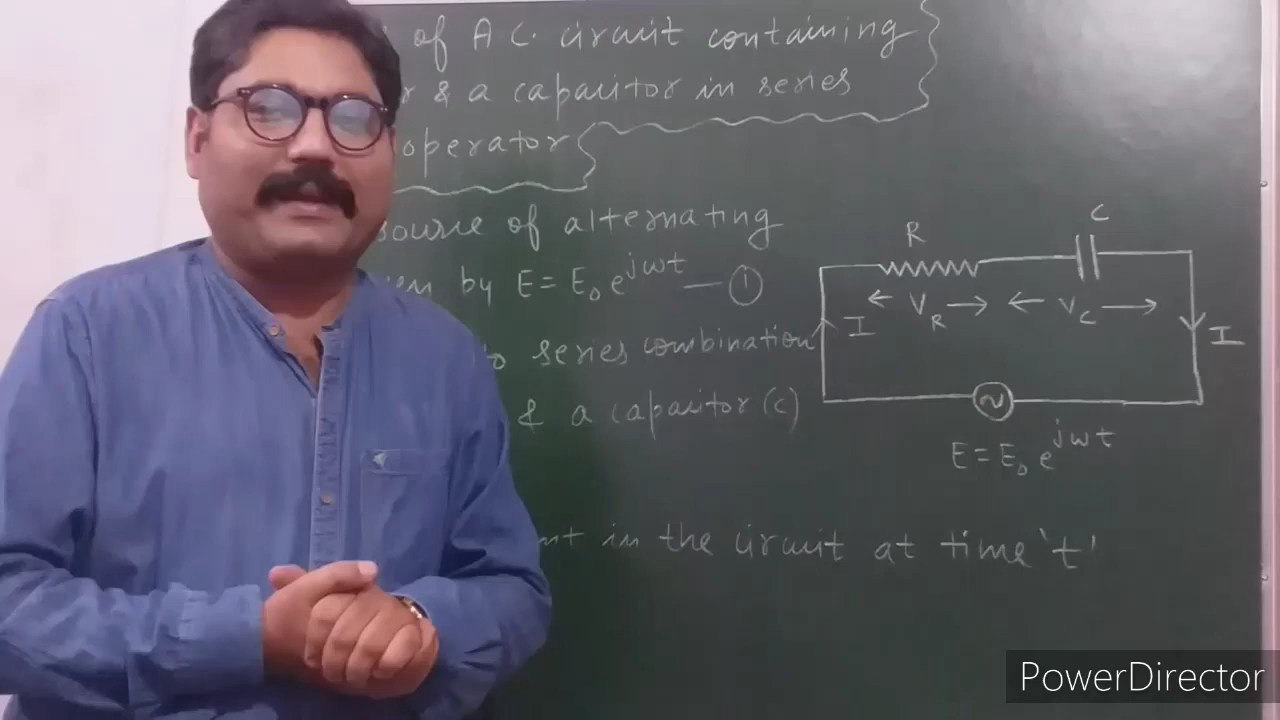 of A C. circuit containing
& a capacitor in series
operator
source of alternating
by E = E₀ e^jωt — ①
series combination
& a capacitor (c)
in the circuit at time 't'
R
C
V_R
V_C
I
I
E = E₀ e^jωt
PowerDirector